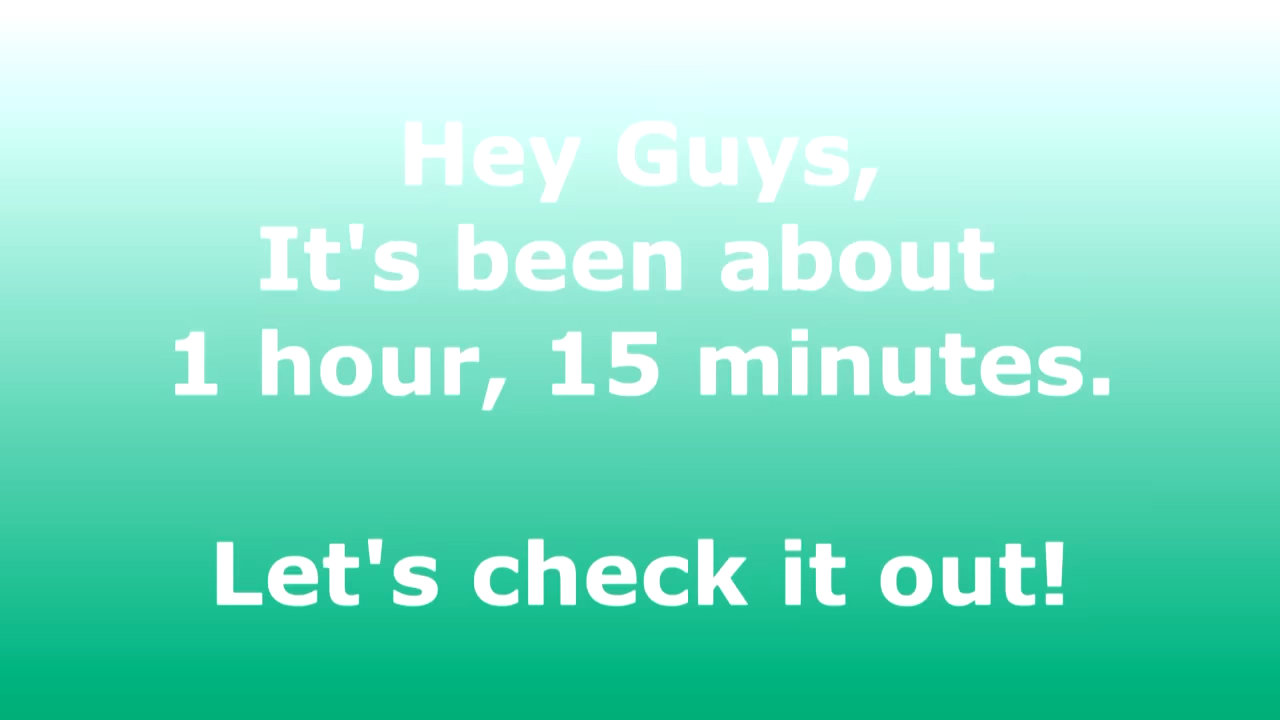 Hey Guys,
It's been about
1 hour, 15 minutes.
Let's check it out!